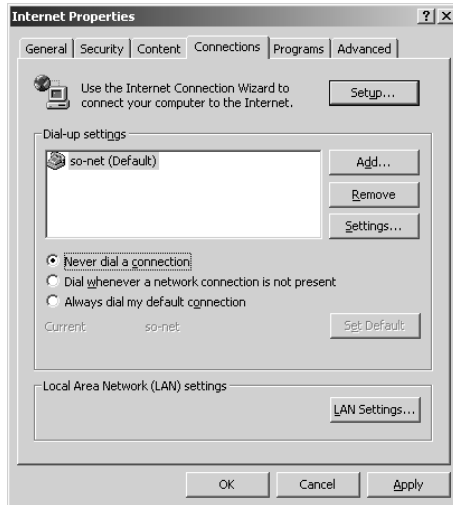 Internet Properties
General Security Content Connections Programs Advanced
Use the Internet Connection Wizard to
connect your computer to the Internet.
Setup...
Dial-up settings
so-net (Default)
Add...
Remove
Settings...
Never dial a connection
Dial whenever a network connection is not present
Always dial my default connection
Current so-net Set Default
Local Area Network (LAN) settings
LAN Settings...
OK Cancel Apply